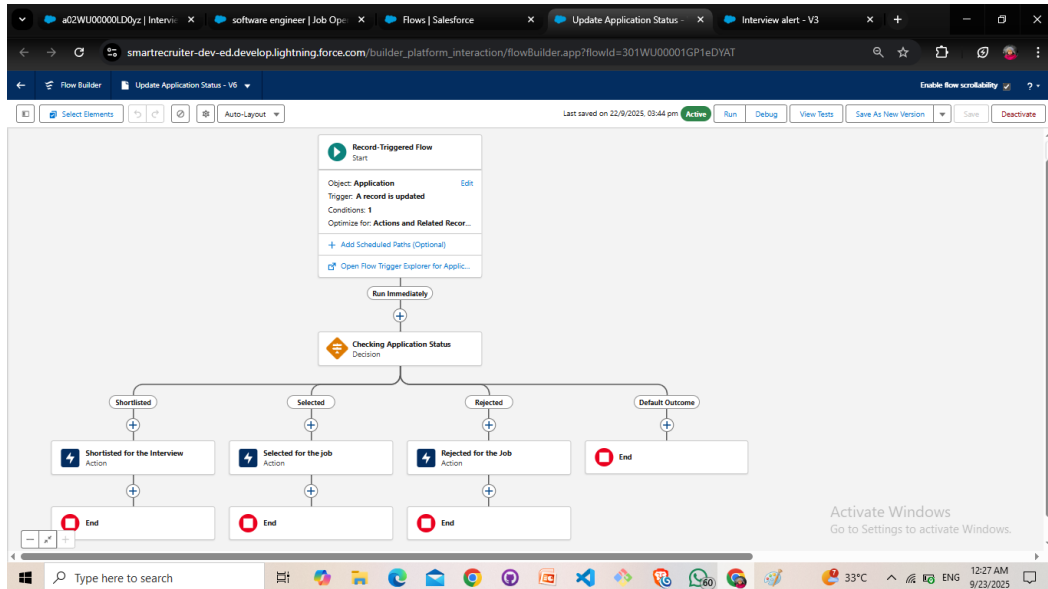 a02WU00000LD0yz | Intervie
software engineer | Job Ope
Flows | Salesforce
Update Application Status -
Interview alert - V3
smartrecruiter-dev-ed.develop.lightning.force.com/builder_platform_interaction/flowBuilder.app?flowId=301WU00001GP1eDYAT
Flow Builder
Update Application Status - V6
Enable flow scrollability
?
Select Elements
Auto-Layout
Last saved on 22/9/2025, 03:44 pm
Active
Run
Debug
View Tests
Save As New Version
Save
Deactivate
Record-Triggered Flow
Start
Object: Application
Edit
Trigger: A record is updated
Conditions: 1
Optimize for: Actions and Related Recor...
+ Add Scheduled Paths (Optional)
Open Flow Trigger Explorer for Applic...
Run Immediately
Checking Application Status
Decision
Shortlisted
Selected
Rejected
Default Outcome
Shortlisted for the Interview
Action
Selected for the job
Action
Rejected for the Job
Action
End
End
End
End
Activate Windows
Go to Settings to activate Windows.
Type here to search
60
33°C
ENG
12:27 AM
9/23/2025